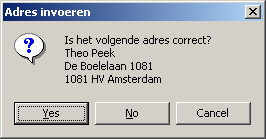 Adres invoeren
Is het volgende adres correct?
Theo Peek
De Boelelaan 1081
1081 HV Amsterdam
Yes No Cancel